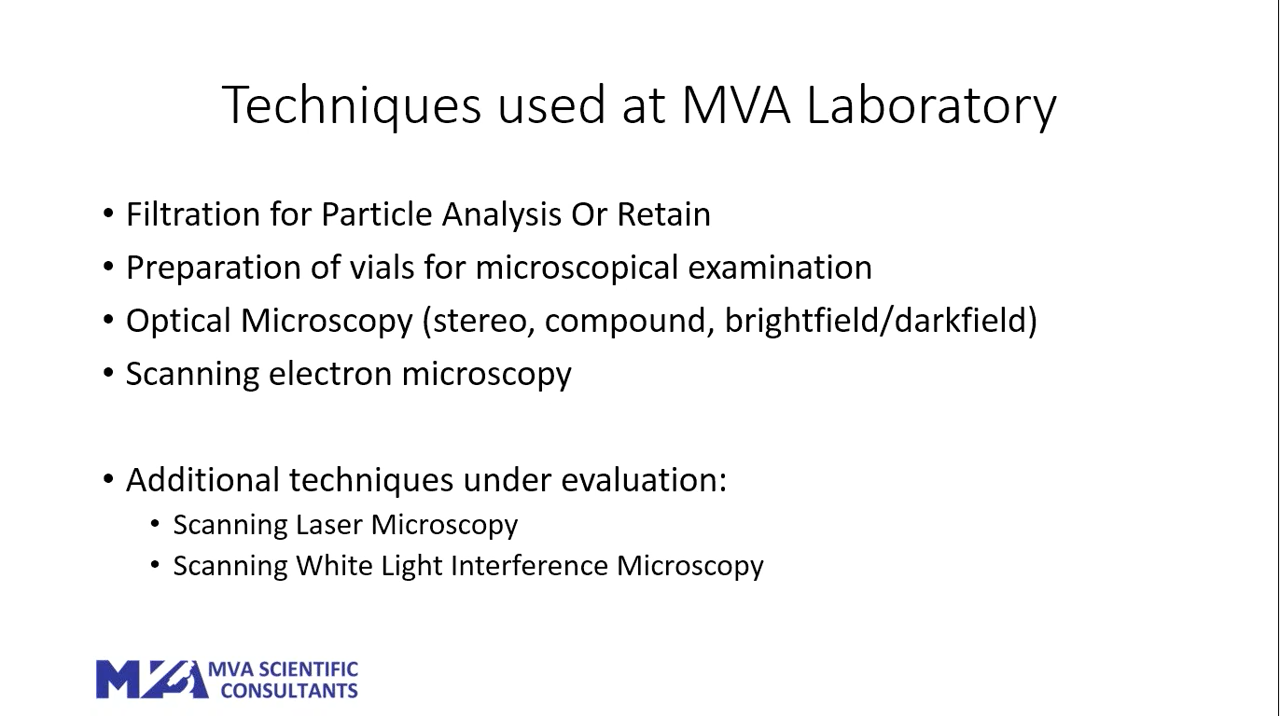 Techniques used at MVA Laboratory
• Filtration for Particle Analysis Or Retain
• Preparation of vials for microscopical examination
• Optical Microscopy (stereo, compound, brightfield/darkfield)
• Scanning electron microscopy
• Additional techniques under evaluation:
• Scanning Laser Microscopy
• Scanning White Light Interference Microscopy
MVA MVA SCIENTIFIC
CONSULTANTS